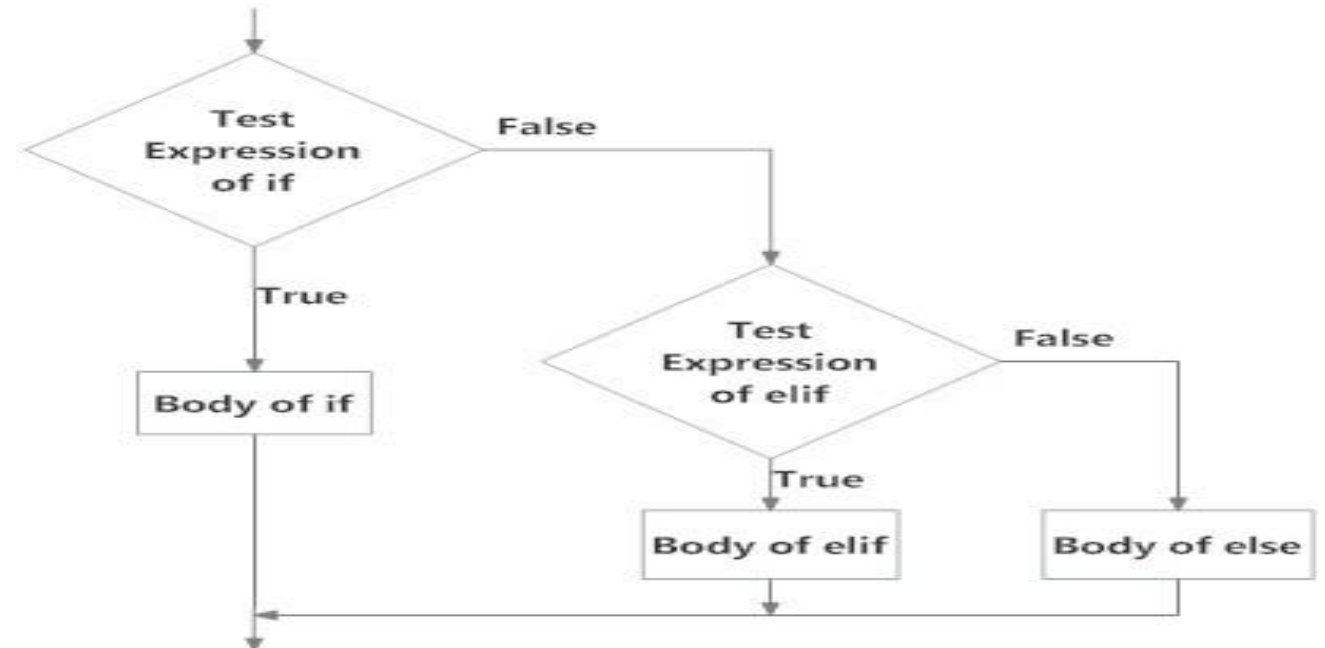 Test
Expression
of if
False
True
Body of if
Test
Expression
of elif
False
True
Body of elif
Body of else